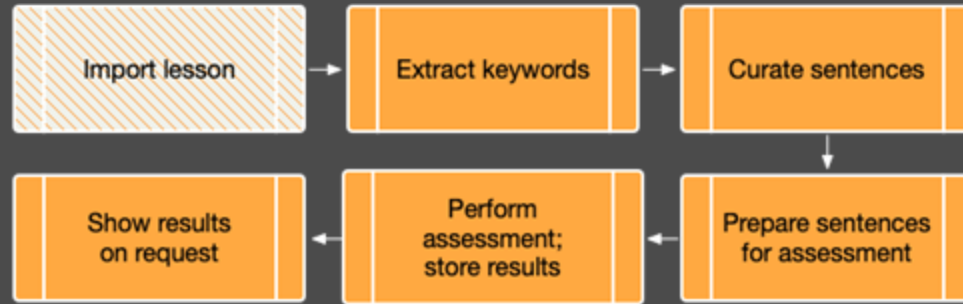 Import lesson
Extract keywords
Curate sentences
Prepare sentences
for assessment
Perform
assessment;
store results
Show results
on request